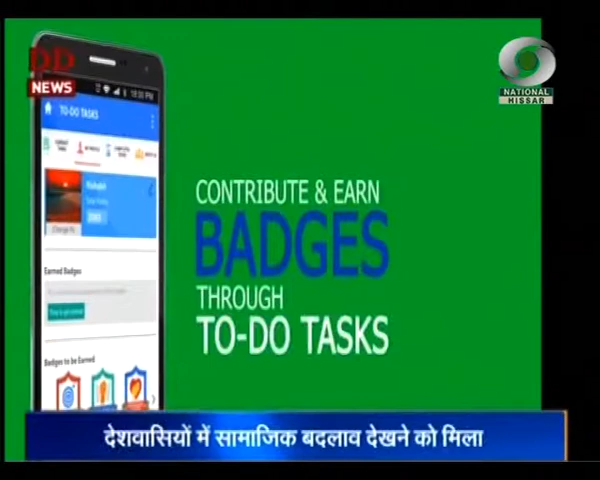 DD
NEWS
NATIONAL
HISSAR
TO-DO TASKS
CONTRIBUTE & EARN
BADGES
THROUGH
TO-DO TASKS
Earned Badges
Badges to be Earned
देशवासियों में सामाजिक बदलाव देखने को मिला